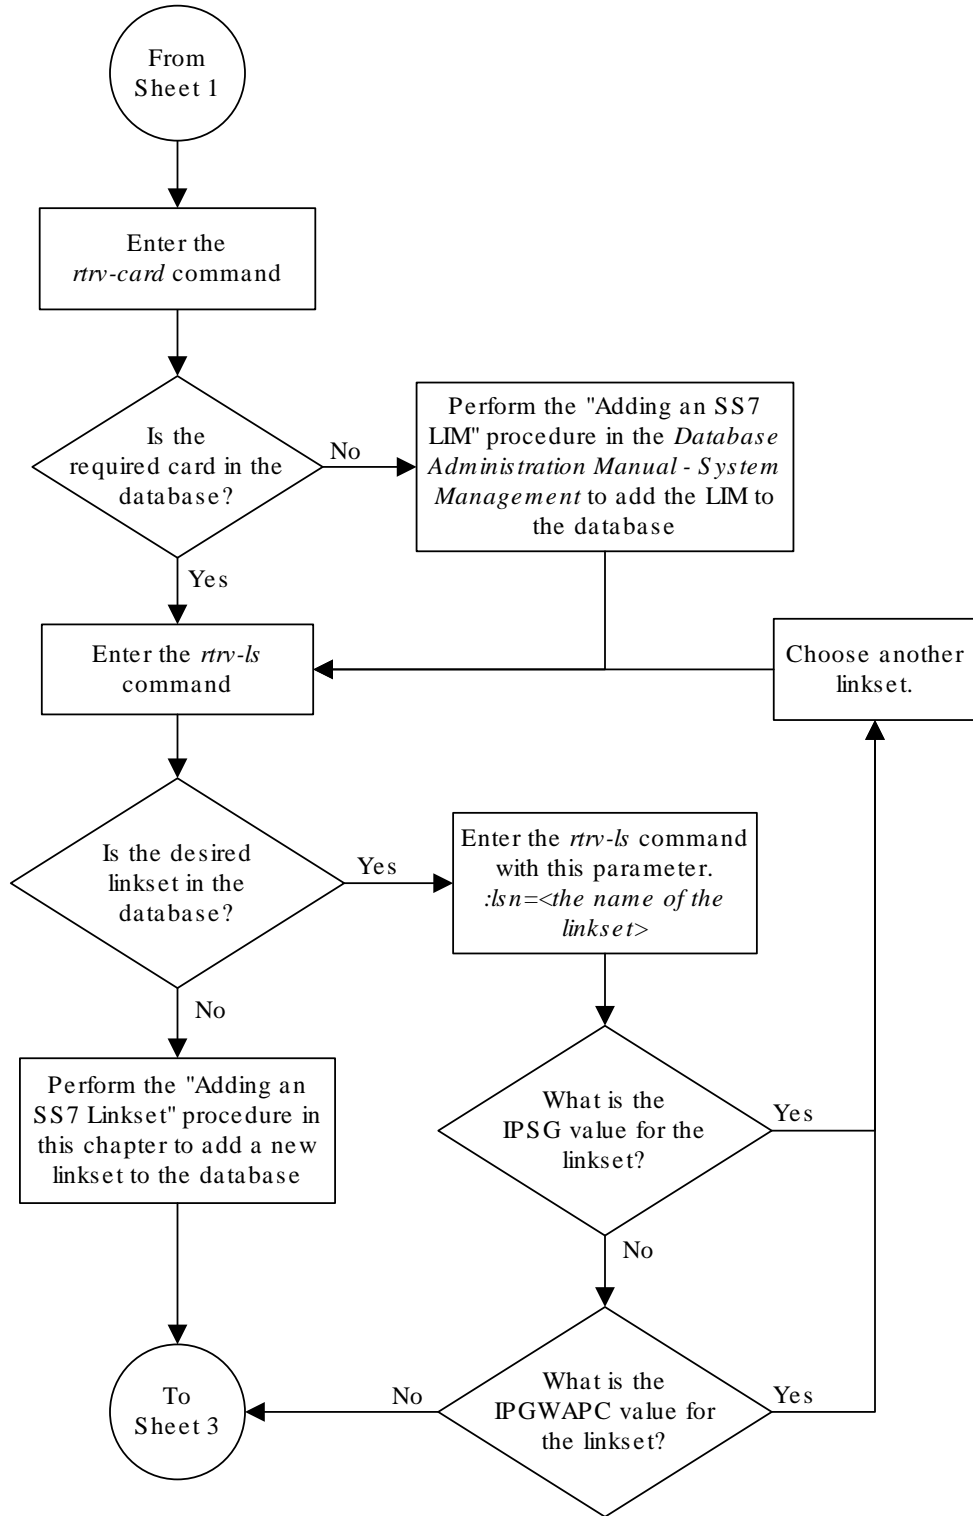 From
Sheet 1
Enter the
rtrv-card command
Is the
required card in the
database?
No
Perform the "Adding an SS7
LIM" procedure in the Database
Administration Manual - System
Management to add the LIM to
the database
Yes
Enter the rtrv-ls
command
Choose another
linkset.
Is the desired
linkset in the
database?
Yes
Enter the rtrv-ls command
with this parameter.
:lsn=<the name of the
linkset>
No
Perform the "Adding an
SS7 Linkset" procedure in
this chapter to add a new
linkset to the database
What is the
IPSG value for the
linkset?
Yes
No
To
Sheet 3
No
What is the
IPGWAPC value for
the linkset?
Yes